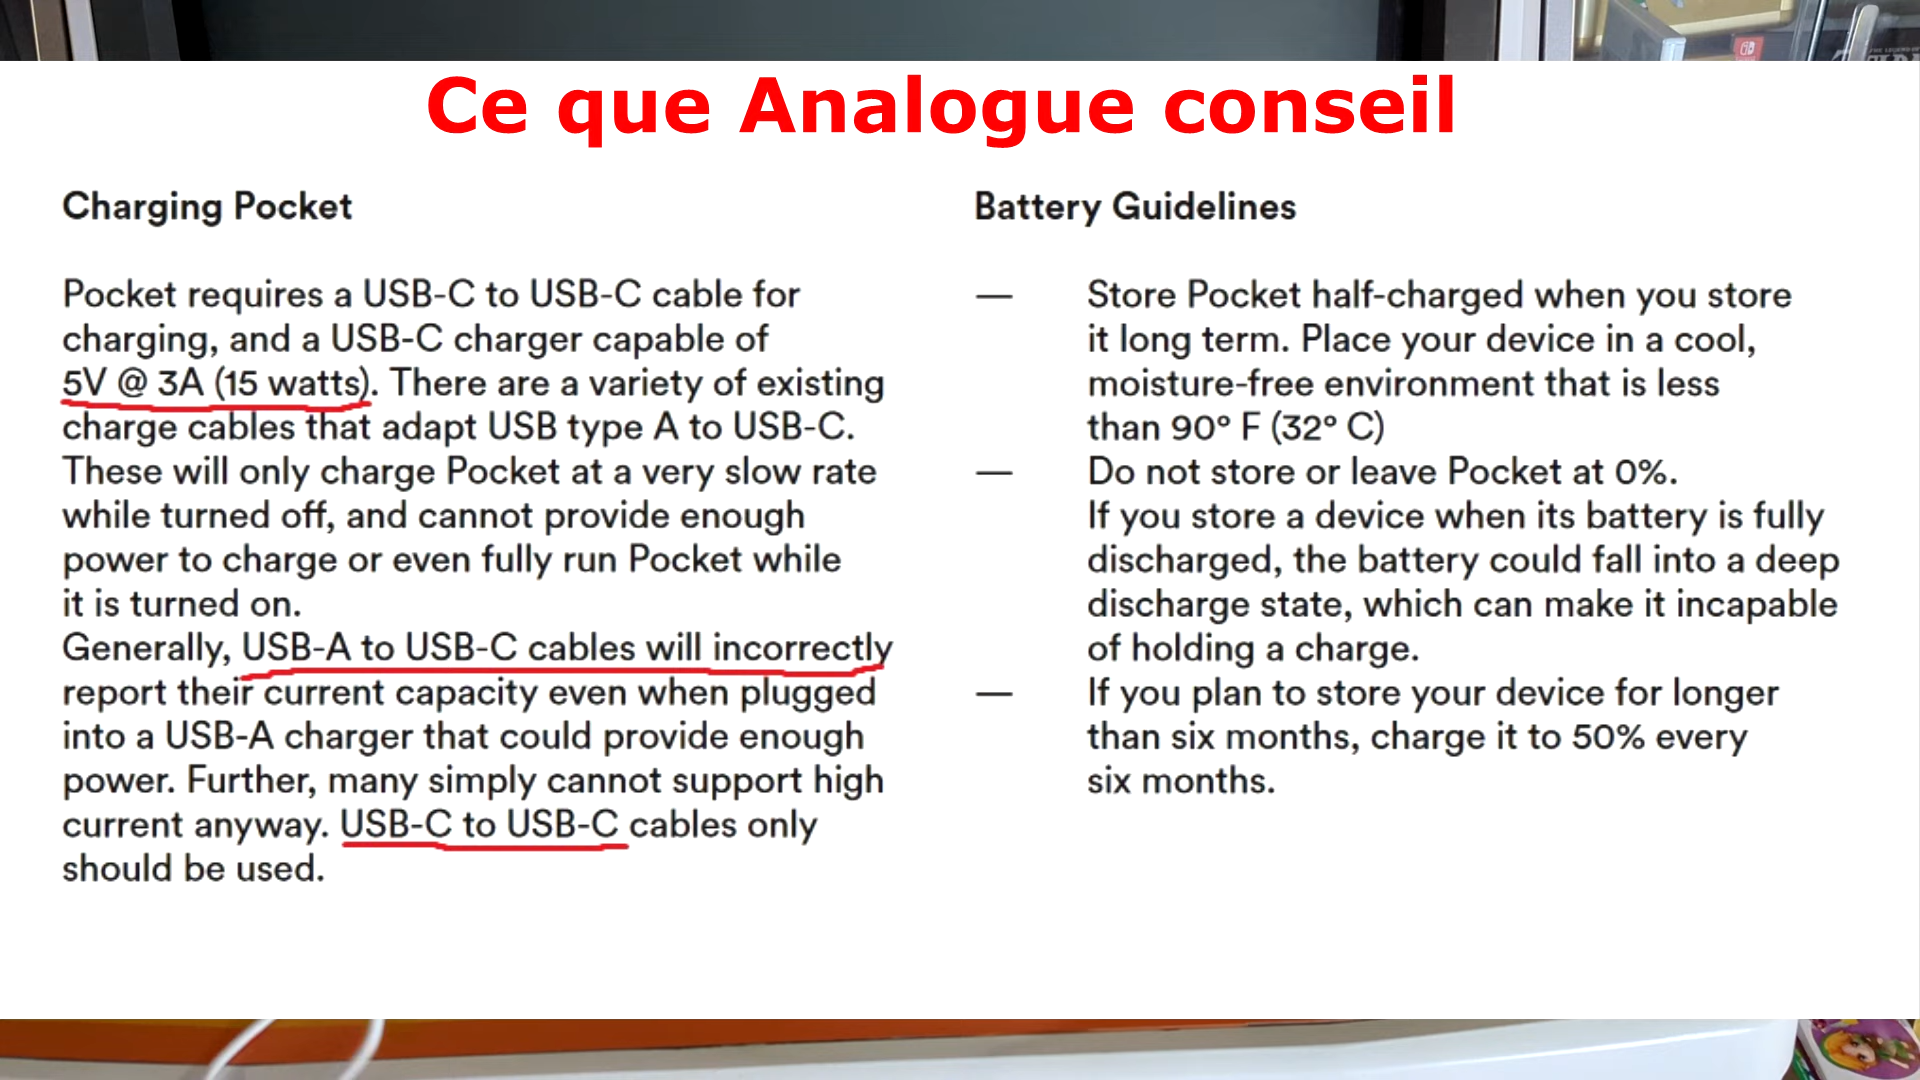 Ce que Analogue conseil
Charging Pocket
Pocket requires a USB-C to USB-C cable for
charging, and a USB-C charger capable of
5V @ 3A (15 watts). There are a variety of existing
charge cables that adapt USB type A to USB-C.
These will only charge Pocket at a very slow rate
while turned off, and cannot provide enough
power to charge or even fully run Pocket while
it is turned on.
Generally, USB-A to USB-C cables will incorrectly
report their current capacity even when plugged
into a USB-A charger that could provide enough
power. Further, many simply cannot support high
current anyway. USB-C to USB-C cables only
should be used.
Battery Guidelines
— Store Pocket half-charged when you store
it long term. Place your device in a cool,
moisture-free environment that is less
than 90° F (32° C)
— Do not store or leave Pocket at 0%.
If you store a device when its battery is fully
discharged, the battery could fall into a deep
discharge state, which can make it incapable
of holding a charge.
— If you plan to store your device for longer
than six months, charge it to 50% every
six months.